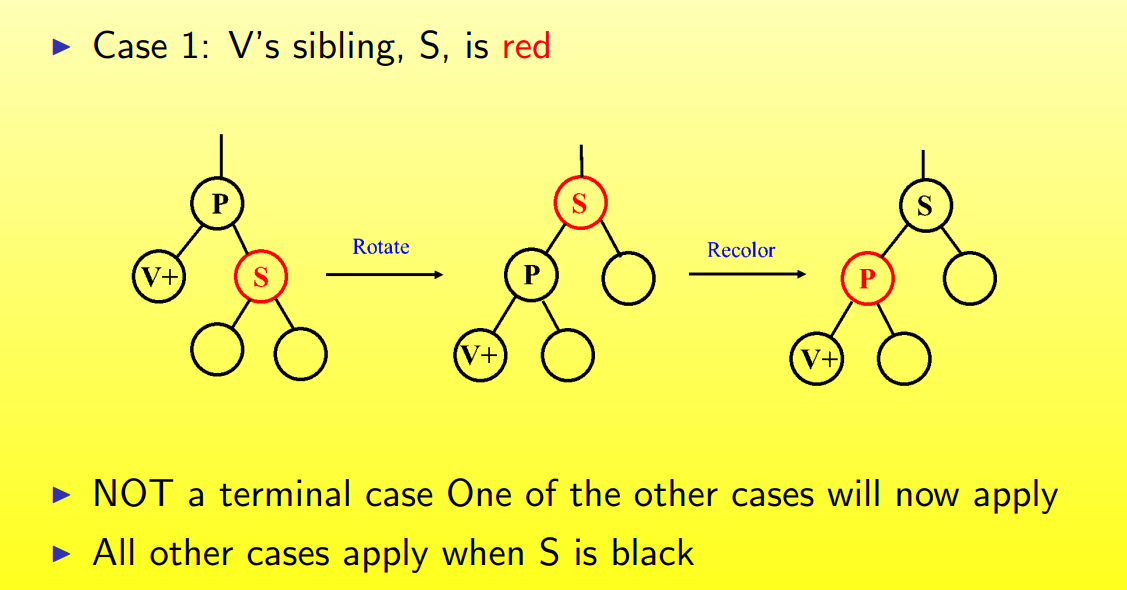 ▶ Case 1: V's sibling, S, is red
P
V+
S
Rotate
S
P
V+
Recolor
S
P
V+
▶ NOT a terminal case One of the other cases will now apply
▶ All other cases apply when S is black